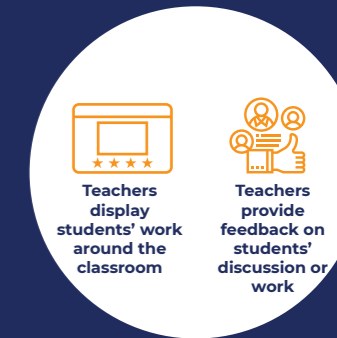 Teachers
display
students' work
around the
classroom
Teachers
provide
feedback on
students'
discussion or
work